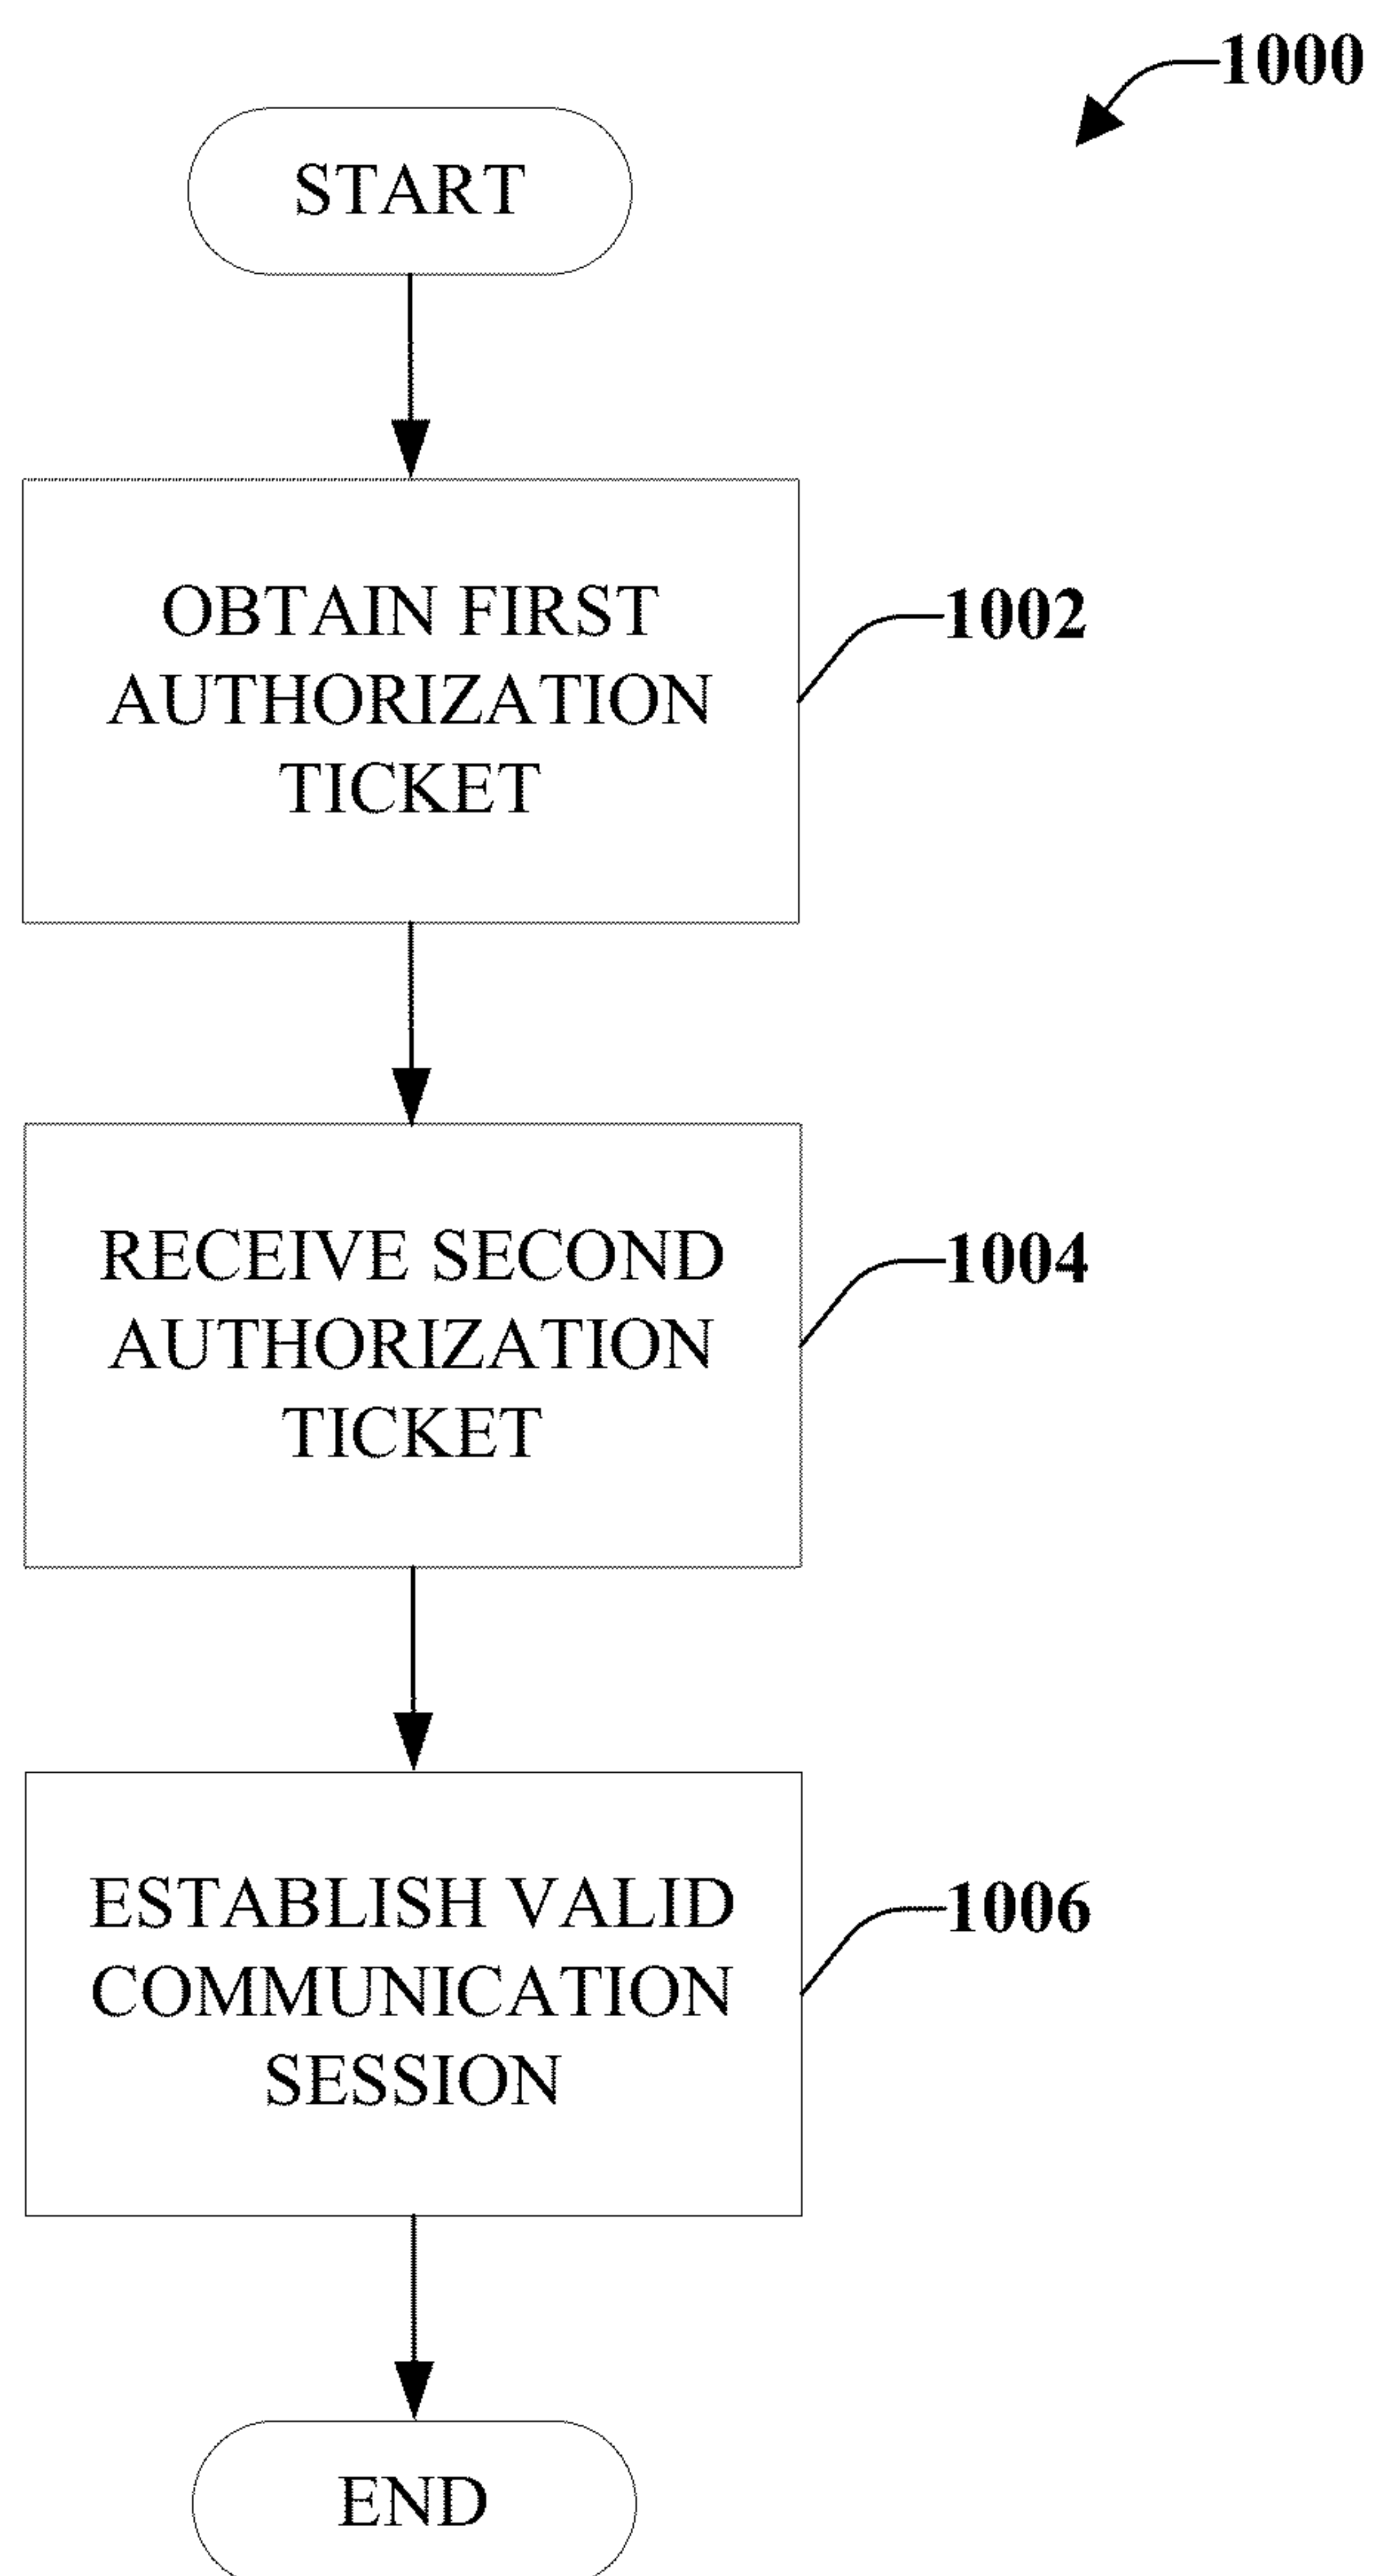 1000
START
OBTAIN FIRST
AUTHORIZATION
TICKET
1002
RECEIVE SECOND
AUTHORIZATION
TICKET
1004
ESTABLISH VALID
COMMUNICATION
SESSION
1006
END